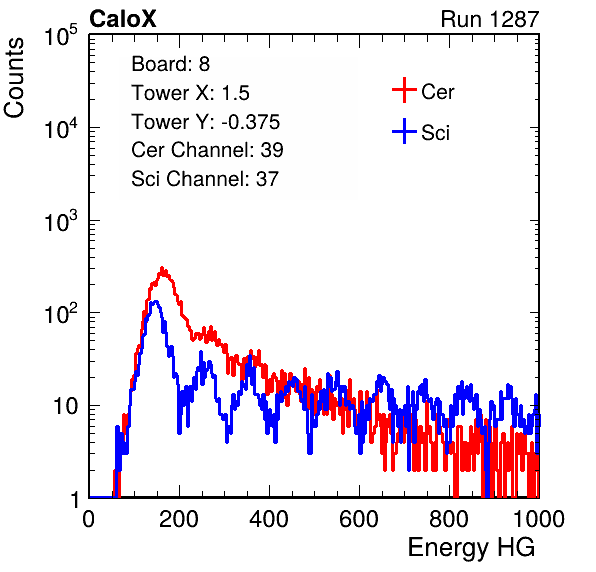 CaloX Run 1287
Counts
10^5
10^4
10^3
10^2
10
1
Board: 8
Tower X: 1.5
Tower Y: -0.375
Cer Channel: 39
Sci Channel: 37
Cer
Sci
0 200 400 600 800 1000
Energy HG